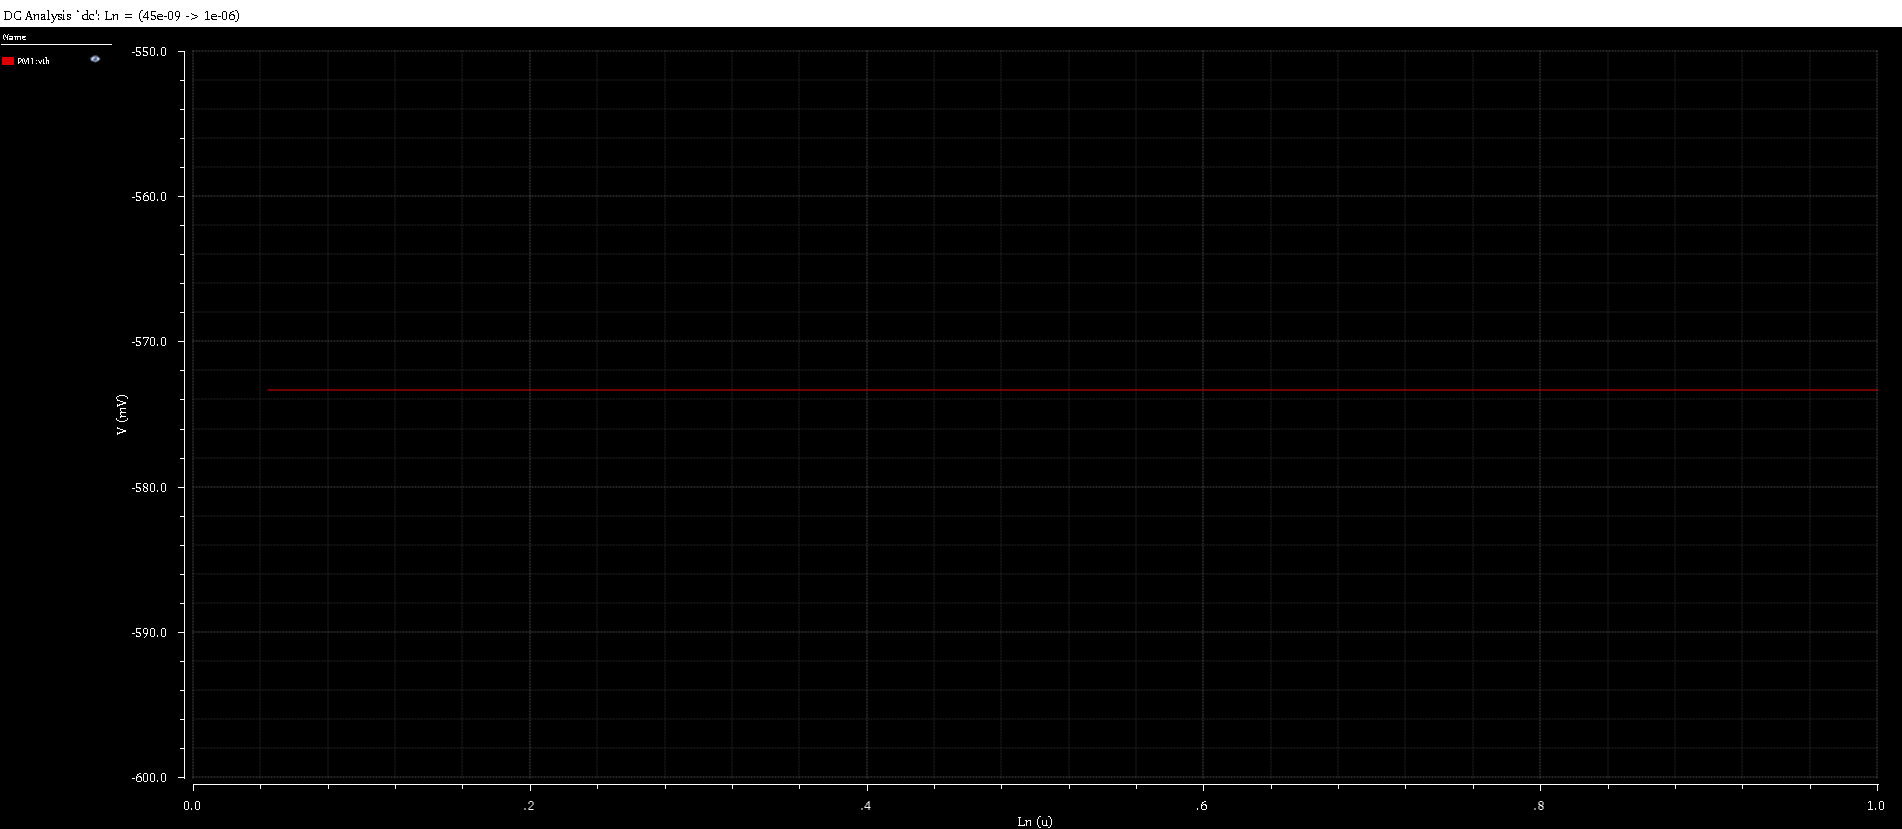 DC Analysis `dc': Ln = (45e-09 -> 1e-06)
Name
PM1:vth
-550.0
-560.0
-570.0
-580.0
-590.0
-600.0
V (mV)
0.0 .2 .4 .6 .8 1.0
Ln (u)